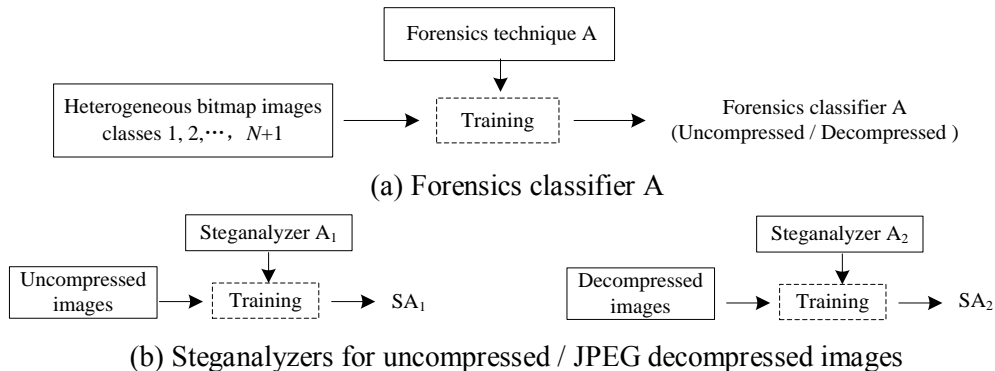 Forensics technique A
Heterogeneous bitmap images
classes 1, 2,⋯, N+1
Training
Forensics classifier A
(Uncompressed / Decompressed )
(a) Forensics classifier A
Steganalyzer A₁
Uncompressed
images
Training
SA₁
Steganalyzer A₂
Decompressed
images
Training
SA₂
(b) Steganalyzers for uncompressed / JPEG decompressed images